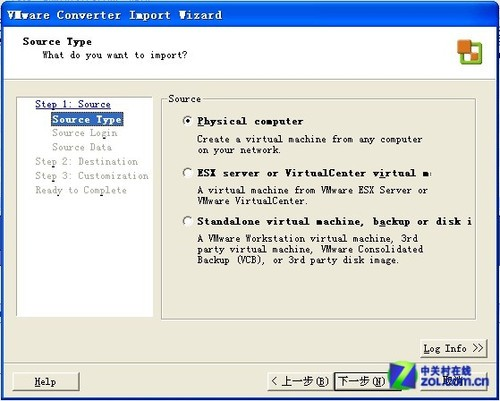 VMware Converter Import Wizard
Source Type
What do you want to import?
Step 1: Source
Source Type
Source Login
Source Data
Step 2: Destination
Step 3: Customization
Ready to Complete
Source
Physical computer
Create a virtual machine from any computer
on your network.
ESX server or VirtualCenter virtual m
A virtual machine from VMware ESX Server or
VMware VirtualCenter.
Standalone virtual machine, backup or disk i
A VMware Workstation virtual machine, 3rd
party virtual machine, VMware Consolidated
Backup (VCB), or 3rd party disk image.
Log Info >>
Help
< 上一步(B)
下一步(N)
中关村在线
ZOL.COM.CN